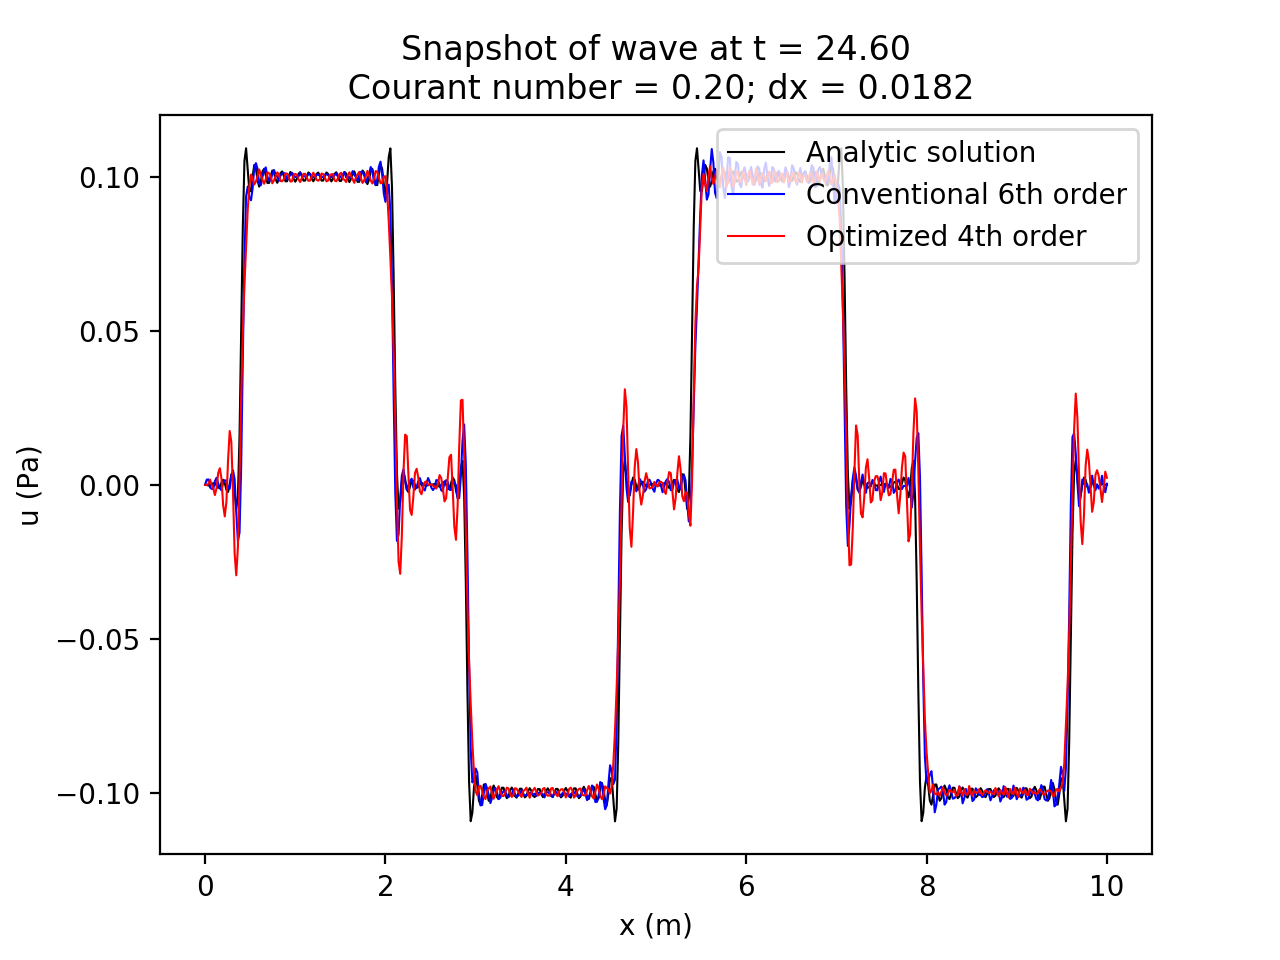 Snapshot of wave at t = 24.60
Courant number = 0.20; dx = 0.0182
Analytic solution
Conventional 6th order
Optimized 4th order
u (Pa)
0.10
0.05
0.00
−0.05
−0.10
0 2 4 6 8 10
x (m)